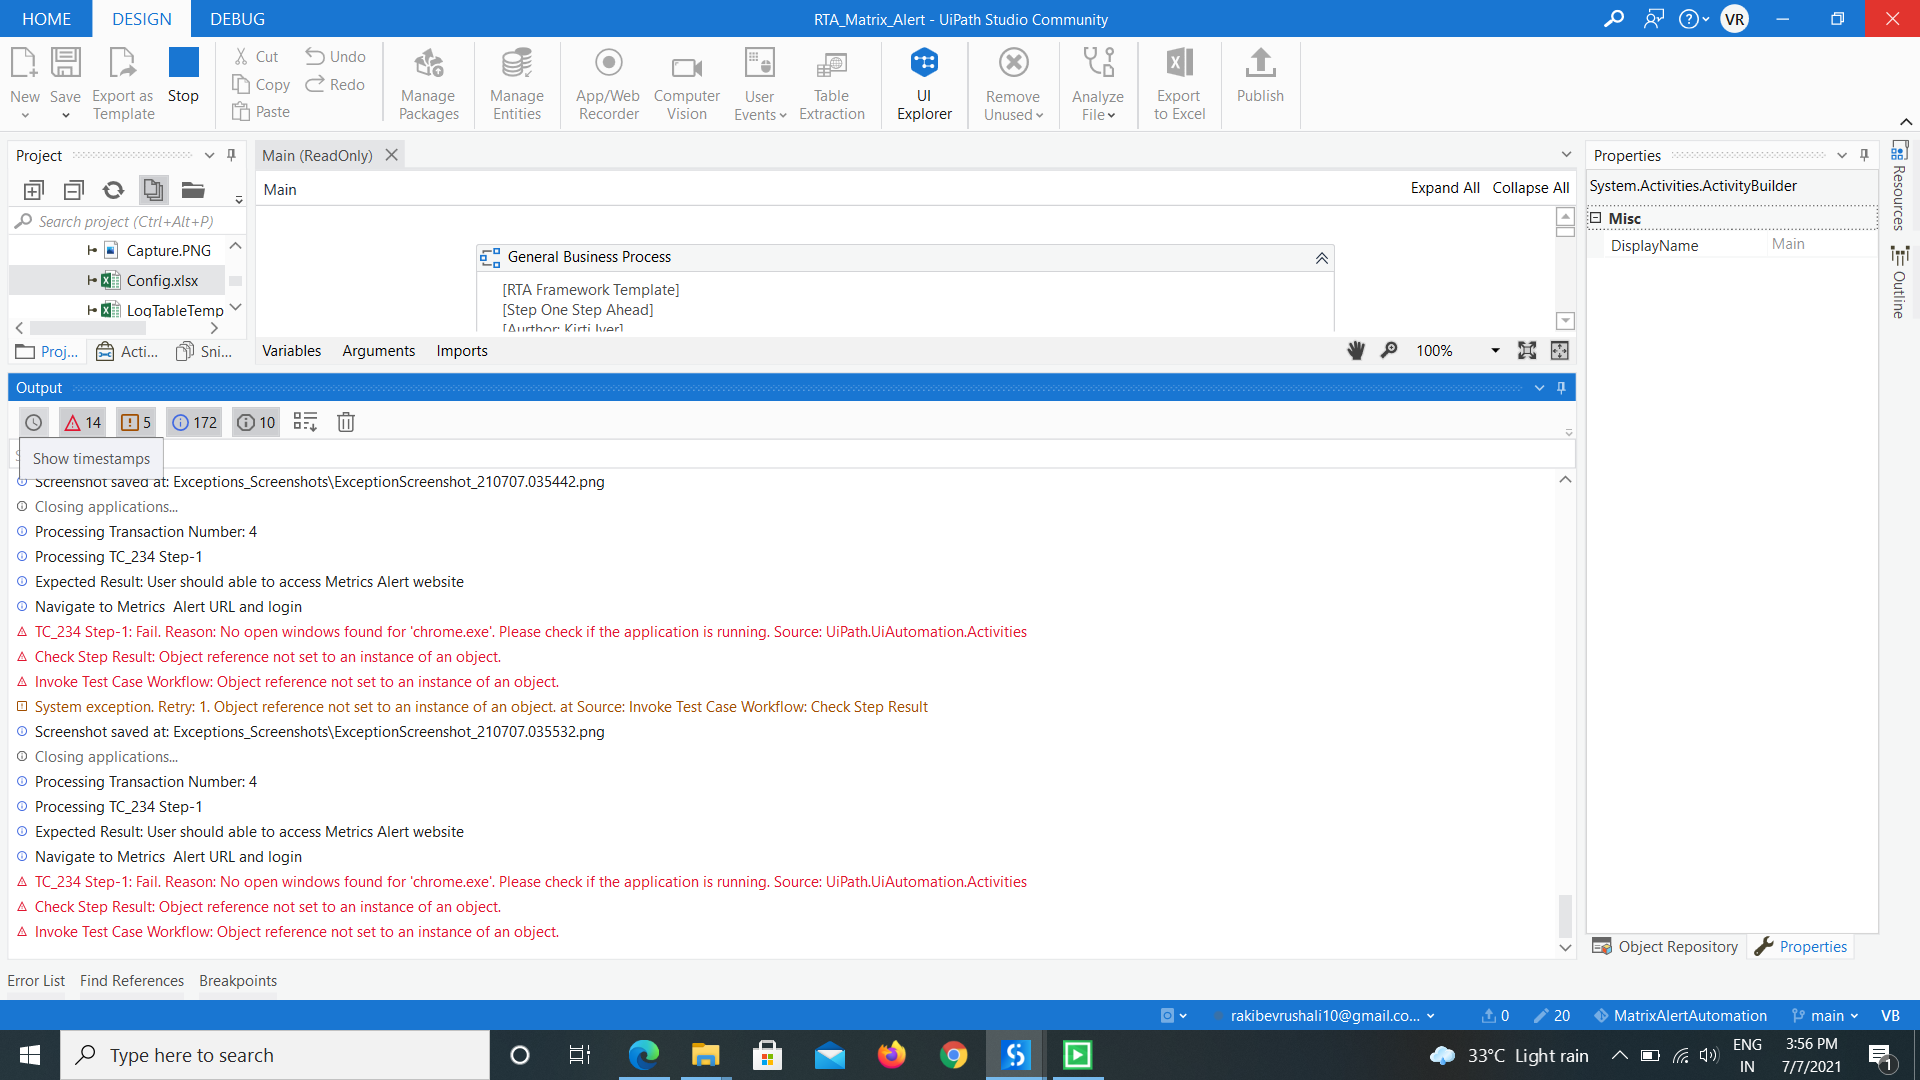 HOME DESIGN DEBUG RTA_Matrix_Alert - UiPath Studio Community VR
New Save Export as Template Stop Cut Copy Paste Undo Redo Manage Packages Manage Entities App/Web Recorder Computer Vision User Events Table Extraction UI Explorer Remove Unused Analyze File Export to Excel Publish
Project
Search project (Ctrl+Alt+P)
Capture.PNG
Config.xlsx
LogTableTemp
Proj... Acti... Sni...
Main (ReadOnly)
Main Expand All Collapse All
General Business Process
[RTA Framework Template]
[Step One Step Ahead]
[Aurthor: Kirti Iyer]
Variables Arguments Imports 100%
Properties
System.Activities.ActivityBuilder
Misc
DisplayName Main
Resources
Outline
Output
14 5 172 10
Show timestamps
Screenshot saved at: Exceptions_Screenshots\ExceptionScreenshot_210707.035442.png
Closing applications...
Processing Transaction Number: 4
Processing TC_234 Step-1
Expected Result: User should able to access Metrics Alert website
Navigate to Metrics  Alert URL and login
TC_234 Step-1: Fail. Reason: No open windows found for 'chrome.exe'. Please check if the application is running. Source: UiPath.UiAutomation.Activities
Check Step Result: Object reference not set to an instance of an object.
Invoke Test Case Workflow: Object reference not set to an instance of an object.
System exception. Retry: 1. Object reference not set to an instance of an object. at Source: Invoke Test Case Workflow: Check Step Result
Screenshot saved at: Exceptions_Screenshots\ExceptionScreenshot_210707.035532.png
Closing applications...
Processing Transaction Number: 4
Processing TC_234 Step-1
Expected Result: User should able to access Metrics Alert website
Navigate to Metrics  Alert URL and login
TC_234 Step-1: Fail. Reason: No open windows found for 'chrome.exe'. Please check if the application is running. Source: UiPath.UiAutomation.Activities
Check Step Result: Object reference not set to an instance of an object.
Invoke Test Case Workflow: Object reference not set to an instance of an object.
Object Repository Properties
Error List Find References Breakpoints
rakibevrushali10@gmail.co... 0 20 MatrixAlertAutomation main VB
Type here to search 33°C Light rain ENG IN 3:56 PM 7/7/2021 1